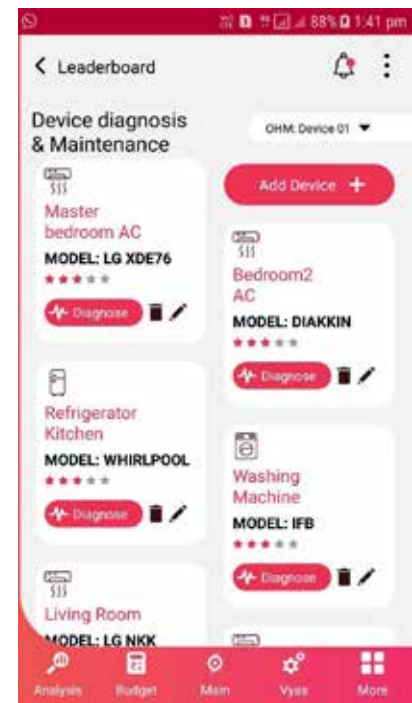 88% 1:41 pm
Leaderboard
Device diagnosis
& Maintenance
OHM: Device 01
Add Device +
Master
bedroom AC
MODEL: LG XDE76
Diagnose
Bedroom2
AC
MODEL: DIAKKIN
Diagnose
Refrigerator
Kitchen
MODEL: WHIRLPOOL
Diagnose
Washing
Machine
MODEL: IFB
Diagnose
Living Room
MODEL: LG NKK
Analysis
Budget
Main
Vyas
More